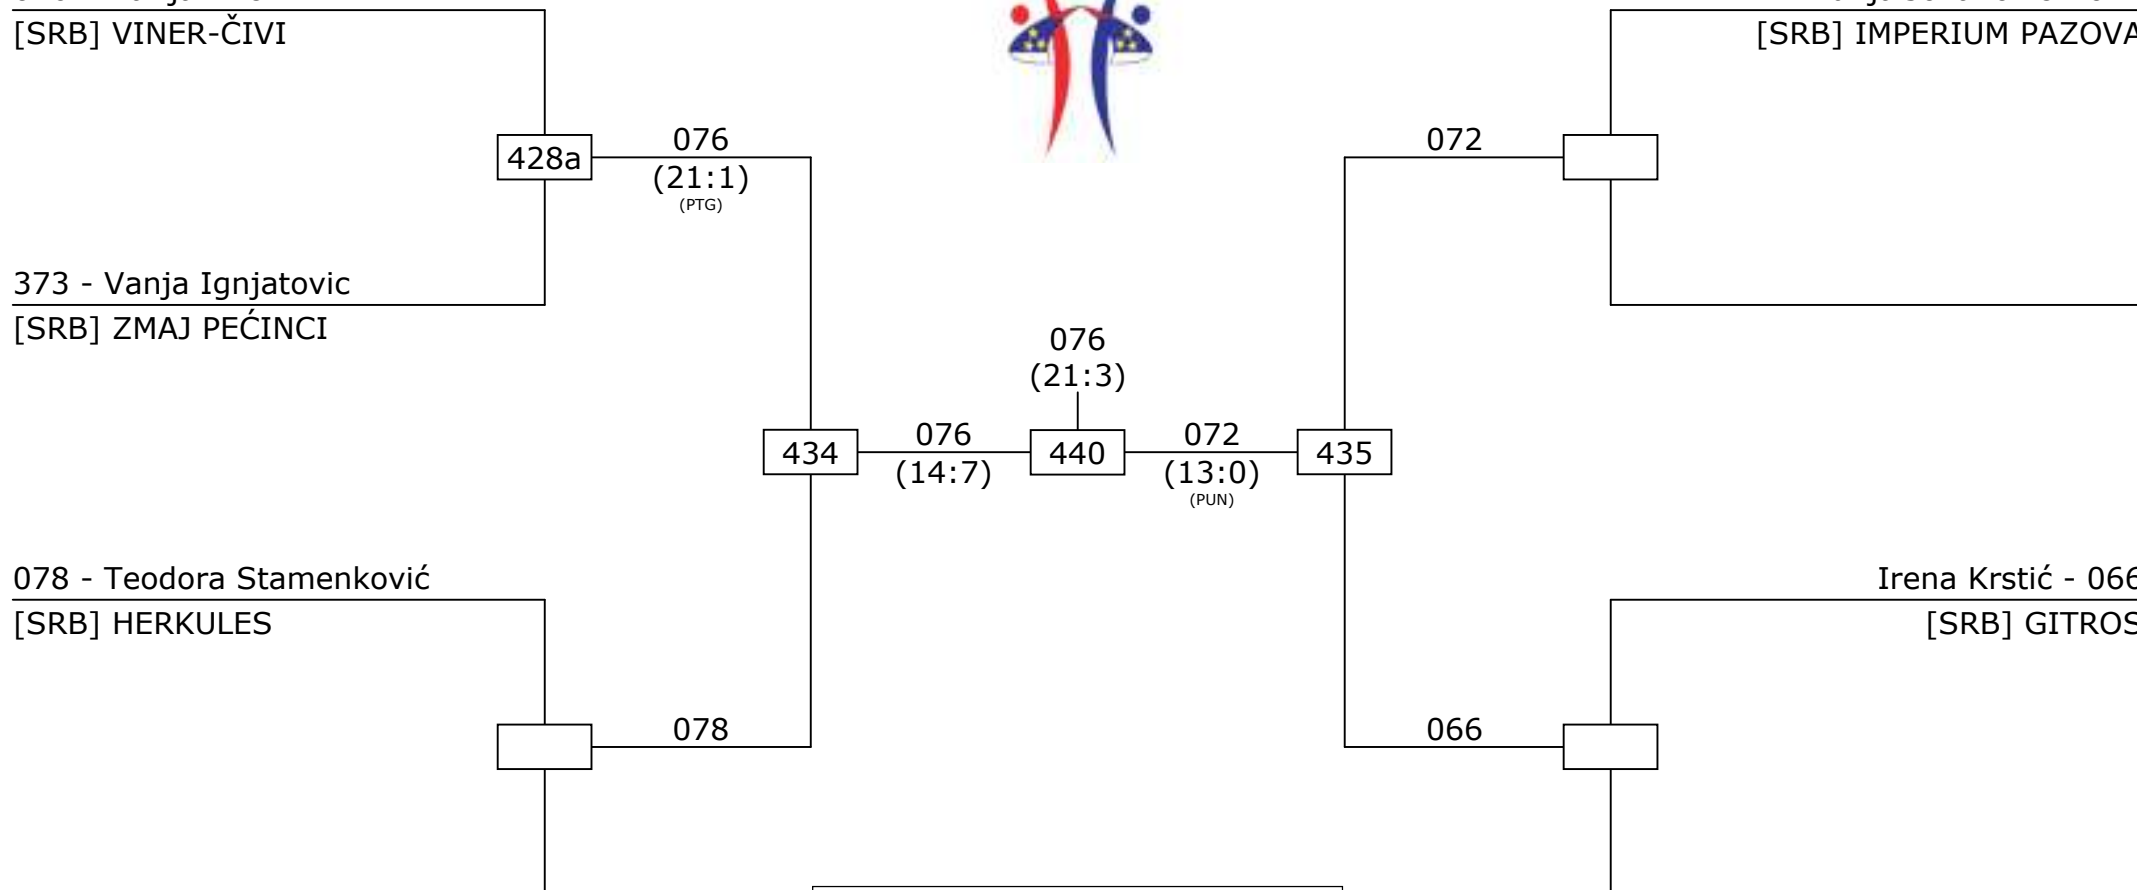 [SRB] VINER-ČIVI
[SRB] IMPERIUM PAZOVA
428a
076
(21:1)
(PTG)
072
373 - Vanja Ignjatovic
[SRB] ZMAJ PEĆINCI
076
(21:3)
434
076
(14:7)
440
072
(13:0)
(PUN)
435
078 - Teodora Stamenković
[SRB] HERKULES
Irena Krstić - 066
[SRB] GITROS
078
066